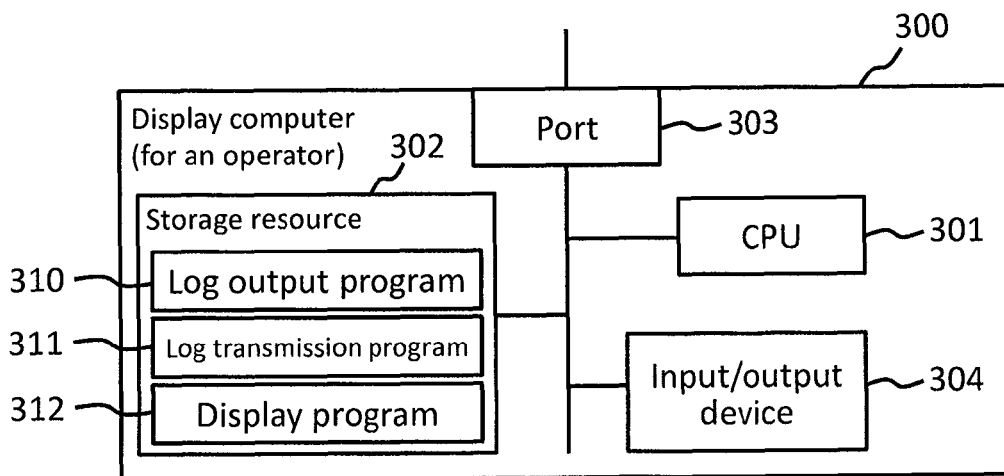 300
Display computer
(for an operator)
Port
303
302
Storage resource
CPU
301
310
Log output program
311
Log transmission program
312
Display program
Input/output
device
304